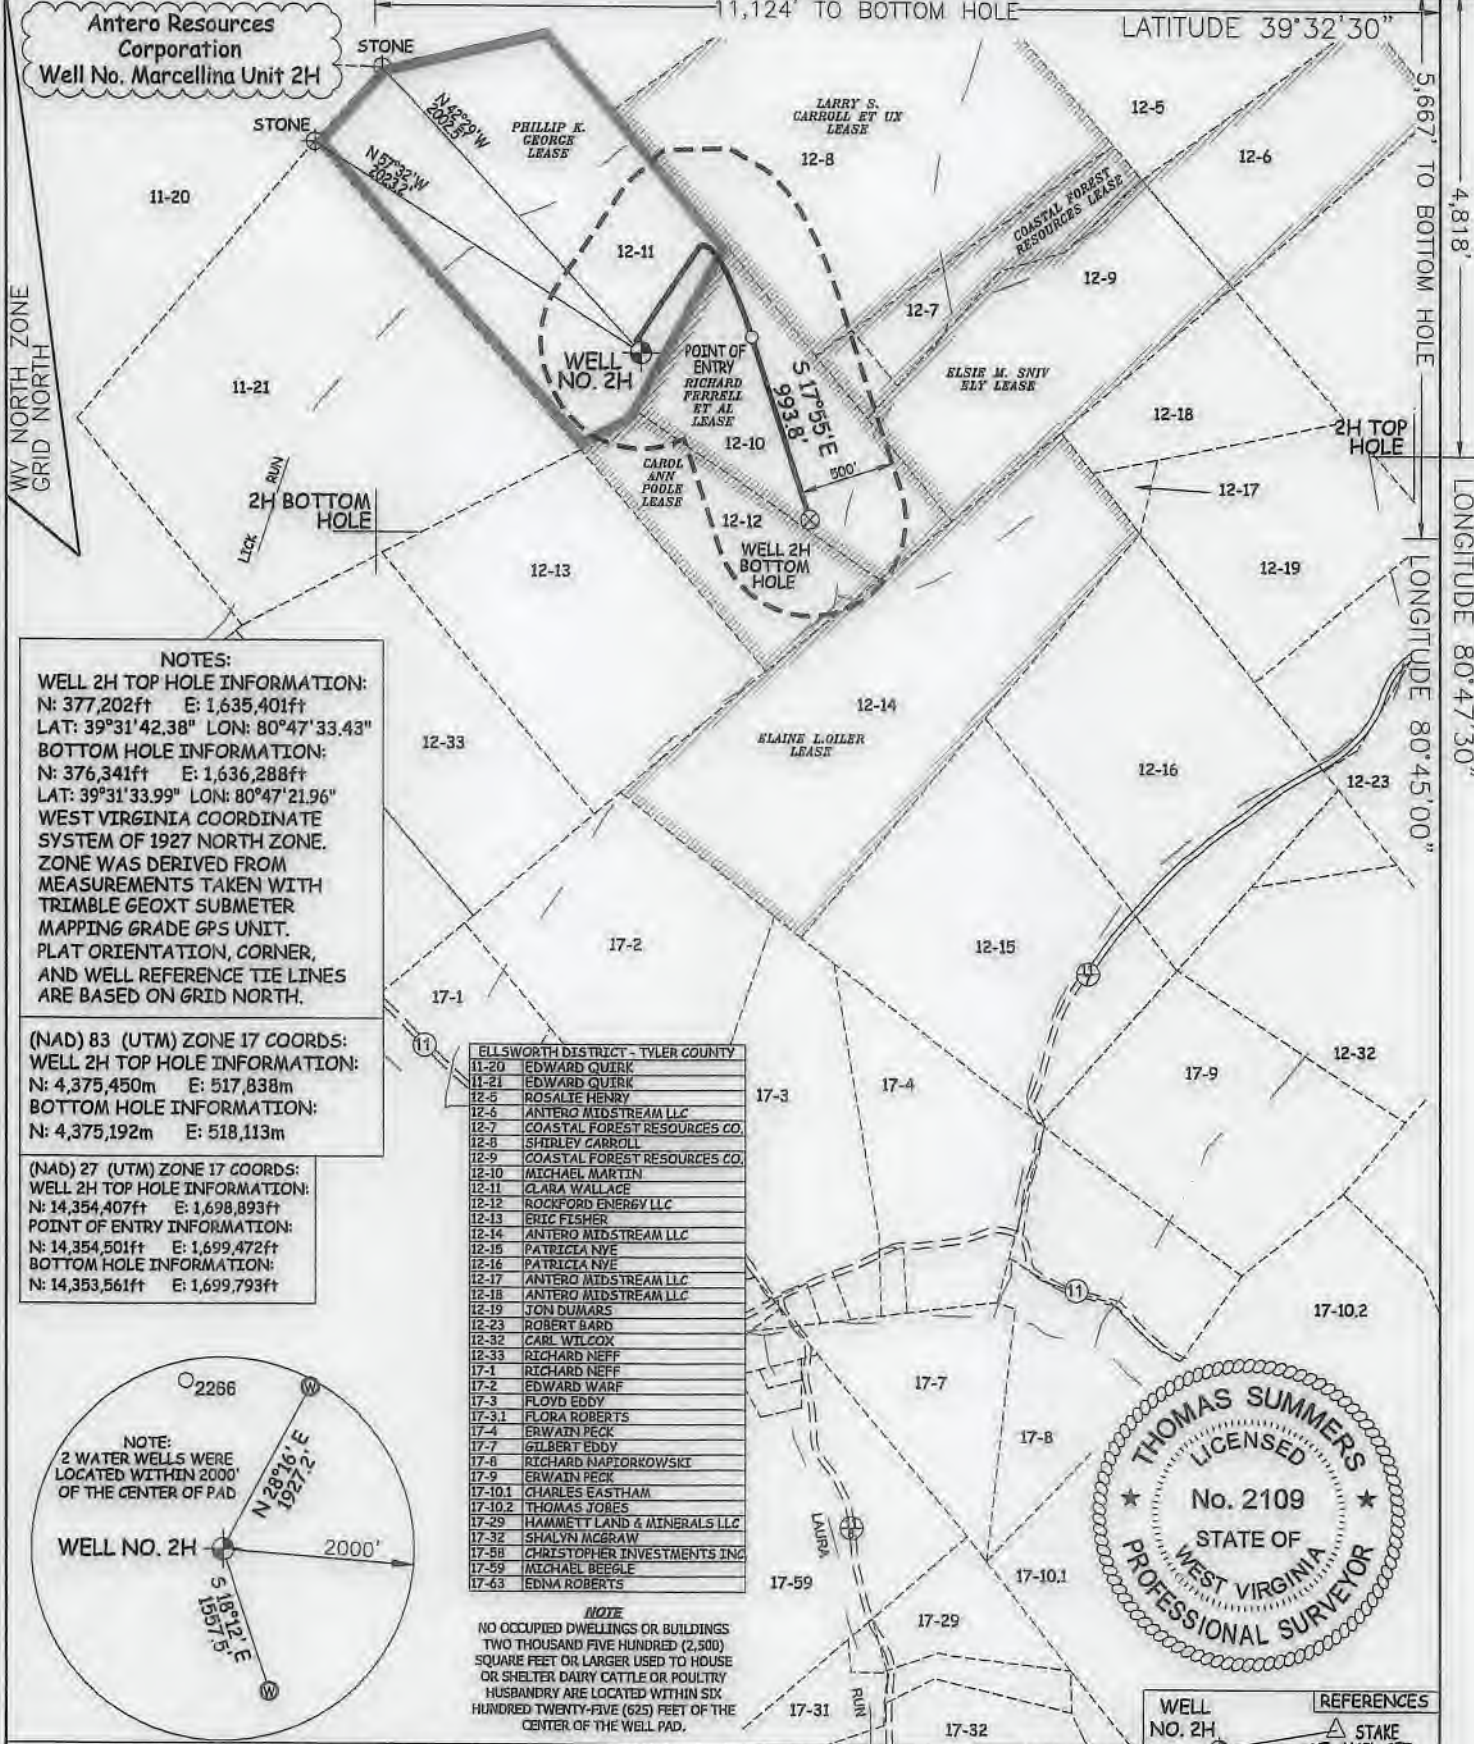 Antero Resources
Corporation
Well No. Marcellina Unit 2H
11,124' TO BOTTOM HOLE
LATITUDE 39°32'30"
5,667' TO BOTTOM HOLE
4,818'
LONGITUDE 80°47'30"
LONGITUDE 80°45'00"
WV NORTH ZONE
GRID NORTH
STONE
STONE
N 42°29'W
2002.5'
N 57°32'W
2023.2'
PHILLIP K.
GEORGE
LEASE
LARRY S.
CARROLL ET UX
LEASE
12-8
12-5
12-6
COASTAL FOREST
RESOURCES LEASE
11-20
12-11
12-9
12-7
WELL
NO. 2H
POINT OF
ENTRY
RICHARD
FERRELL
ET AL
LEASE
12-10
S 17°55'E
993.8'
500'
ELSIE M. SNIV
ELY LEASE
11-21
12-18
2H TOP
HOLE
12-17
CAROL
ANN
POOLE
LEASE
12-12
WELL 2H
BOTTOM
HOLE
2H BOTTOM
HOLE
LICK RUN
12-13
12-19
12-14
ELAINE L.OILER
LEASE
12-33
12-16
12-23
17-2
12-15
17-1
11
11
7
12-32
17-9
17-3
17-4
NOTES:
WELL 2H TOP HOLE INFORMATION:
N: 377,202ft E: 1,635,401ft
LAT: 39°31'42.38" LON: 80°47'33.43"
BOTTOM HOLE INFORMATION:
N: 376,341ft E: 1,636,288ft
LAT: 39°31'33.99" LON: 80°47'21.96"
WEST VIRGINIA COORDINATE
SYSTEM OF 1927 NORTH ZONE.
ZONE WAS DERIVED FROM
MEASUREMENTS TAKEN WITH
TRIMBLE GEOXT SUBMETER
MAPPING GRADE GPS UNIT.
PLAT ORIENTATION, CORNER,
AND WELL REFERENCE TIE LINES
ARE BASED ON GRID NORTH.
(NAD) 83 (UTM) ZONE 17 COORDS:
WELL 2H TOP HOLE INFORMATION:
N: 4,375,450m E: 517,838m
BOTTOM HOLE INFORMATION:
N: 4,375,192m E: 518,113m
(NAD) 27 (UTM) ZONE 17 COORDS:
WELL 2H TOP HOLE INFORMATION:
N: 14,354,407ft E: 1,698,893ft
POINT OF ENTRY INFORMATION:
N: 14,354,501ft E: 1,699,472ft
BOTTOM HOLE INFORMATION:
N: 14,353,561ft E: 1,699,793ft
ELLSWORTH DISTRICT - TYLER COUNTY
11-20 EDWARD QUIRK
11-21 EDWARD QUIRK
12-5 ROSALIE HENRY
12-6 ANTERO MIDSTREAM LLC
12-7 COASTAL FOREST RESOURCES CO.
12-8 SHIRLEY CARROLL
12-9 COASTAL FOREST RESOURCES CO.
12-10 MICHAEL MARTIN
12-11 CLARA WALLACE
12-12 ROCKFORD ENERGY LLC
12-13 ERIC FISHER
12-14 ANTERO MIDSTREAM LLC
12-15 PATRICIA NYE
12-16 PATRICIA NYE
12-17 ANTERO MIDSTREAM LLC
12-18 ANTERO MIDSTREAM LLC
12-19 JON DUMARS
12-23 ROBERT BARD
12-32 CARL WILCOX
12-33 RICHARD NEFF
17-1 RICHARD NEFF
17-2 EDWARD WARF
17-3 FLOYD EDDY
17-3.1 FLORA ROBERTS
17-4 ERWAIN PECK
17-7 GILBERT EDDY
17-8 RICHARD NAPIORKOWSKI
17-9 ERWAIN PECK
17-10.1 CHARLES EASTHAM
17-10.2 THOMAS JOBES
17-29 HAMMETT LAND & MINERALS LLC
17-32 SHALYN MCGRAW
17-58 CHRISTOPHER INVESTMENTS INC
17-59 MICHAEL BEEGLE
17-63 EDNA ROBERTS
NOTE
NO OCCUPIED DWELLINGS OR BUILDINGS
TWO THOUSAND FIVE HUNDRED (2,500)
SQUARE FEET OR LARGER USED TO HOUSE
OR SHELTER DAIRY CATTLE OR POULTRY
HUSBANDRY ARE LOCATED WITHIN SIX
HUNDRED TWENTY-FIVE (625) FEET OF THE
CENTER OF THE WELL PAD.
2266
W
NOTE:
2 WATER WELLS WERE
LOCATED WITHIN 2000'
OF THE CENTER OF PAD
N 28°16' E
1927.2'
WELL NO. 2H
2000'
S 18°12' E
1557.5'
W
11
17-10.2
17-7
17-8
LAURA
RUN
17-59
17-10.1
17-29
17-31
17-32
THOMAS SUMMERS
LICENSED
No. 2109
STATE OF
WEST VIRGINIA
PROFESSIONAL SURVEYOR
REFERENCES
WELL
NO. 2H
STAKE